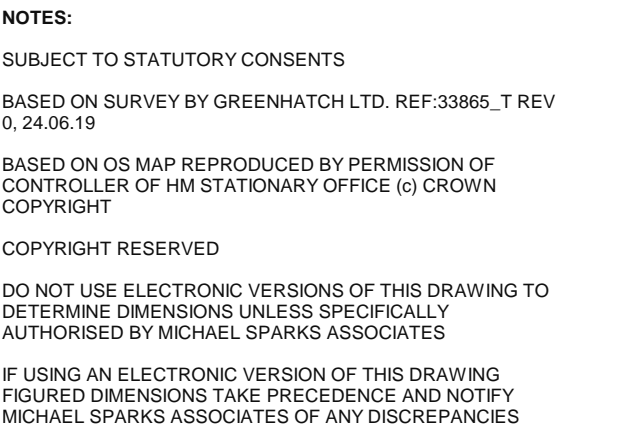 NOTES:
SUBJECT TO STATUTORY CONSENTS
BASED ON SURVEY BY GREENHATCH LTD. REF:33865_T REV
0, 24.06.19
BASED ON OS MAP REPRODUCED BY PERMISSION OF
CONTROLLER OF HM STATIONARY OFFICE (c) CROWN
COPYRIGHT
COPYRIGHT RESERVED
DO NOT USE ELECTRONIC VERSIONS OF THIS DRAWING TO
DETERMINE DIMENSIONS UNLESS SPECIFICALLY
AUTHORISED BY MICHAEL SPARKS ASSOCIATES
IF USING AN ELECTRONIC VERSION OF THIS DRAWING
FIGURED DIMENSIONS TAKE PRECEDENCE AND NOTIFY
MICHAEL SPARKS ASSOCIATES OF ANY DISCREPANCIES